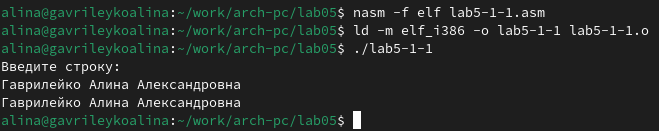 alina@gavrileykoalina:~/work/arch-pc/lab05$ nasm -f elf lab5-1-1.asm
alina@gavrileykoalina:~/work/arch-pc/lab05$ ld -m elf_i386 -o lab5-1-1 lab5-1-1.o
alina@gavrileykoalina:~/work/arch-pc/lab05$ ./lab5-1-1
Введите строку:
Гаврилейко Алина Александровна
Гаврилейко Алина Александровна
alina@gavrileykoalina:~/work/arch-pc/lab05$